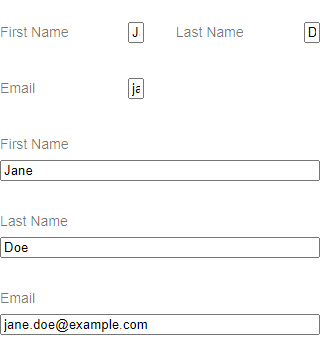 First Name J Last Name D
Email ja
First Name
Jane
Last Name
Doe
Email
jane.doe@example.com